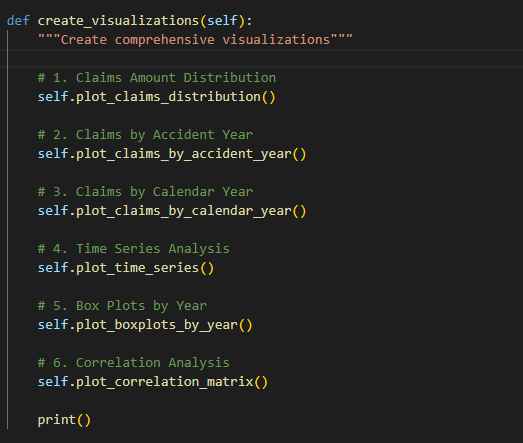 def create_visualizations(self):
    """Create comprehensive visualizations"""

    # 1. Claims Amount Distribution
    self.plot_claims_distribution()

    # 2. Claims by Accident Year
    self.plot_claims_by_accident_year()

    # 3. Claims by Calendar Year
    self.plot_claims_by_calendar_year()

    # 4. Time Series Analysis
    self.plot_time_series()

    # 5. Box Plots by Year
    self.plot_boxplots_by_year()

    # 6. Correlation Analysis
    self.plot_correlation_matrix()

    print()